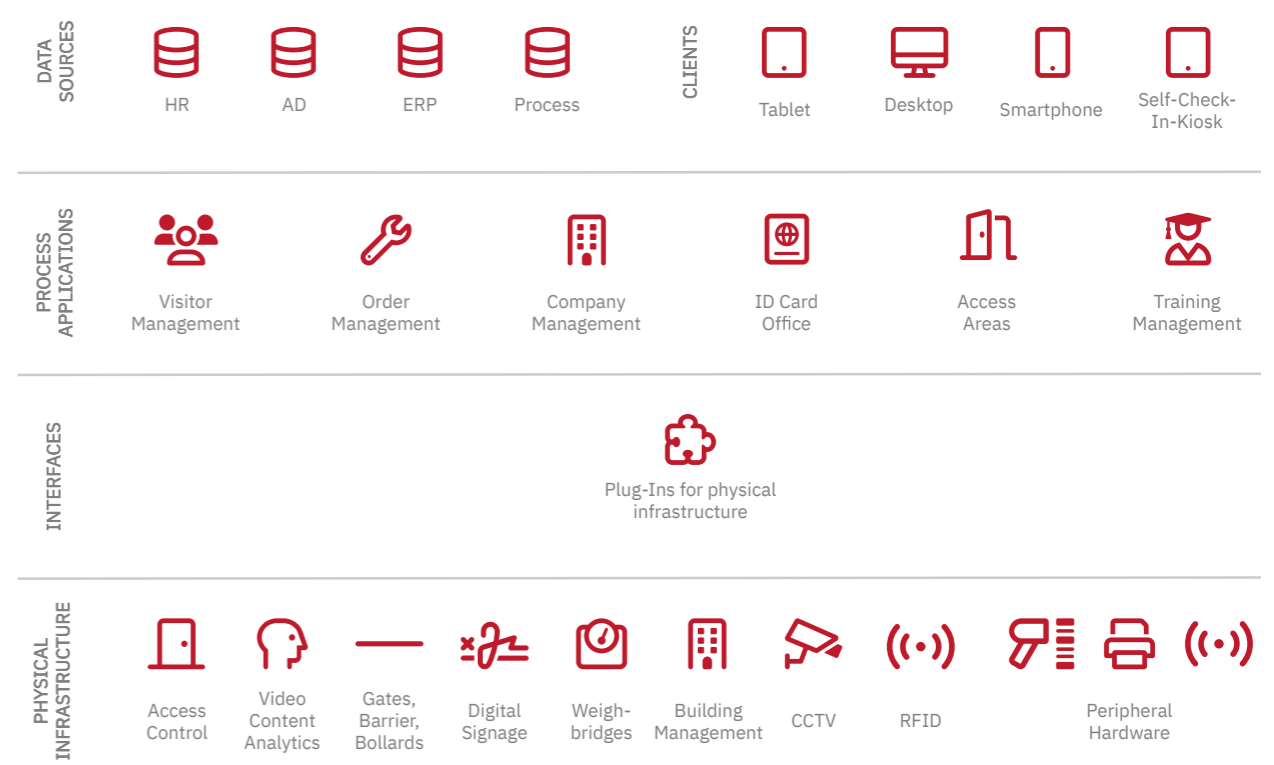 DATA
SOURCES
HR
AD
ERP
Process
CLIENTS
Tablet
Desktop
Smartphone
Self-Check-
In-Kiosk
PROCESS
APPLICATIONS
Visitor
Management
Order
Management
Company
Management
ID Card
Office
Access
Areas
Training
Management
INTERFACES
Plug-Ins for physical
infrastructure
PHYSICAL
INFRASTRUCTURE
Access
Control
Video
Content
Analytics
Gates,
Barrier,
Bollards
Digital
Signage
Weigh-
bridges
Building
Management
CCTV
RFID
Peripheral
Hardware